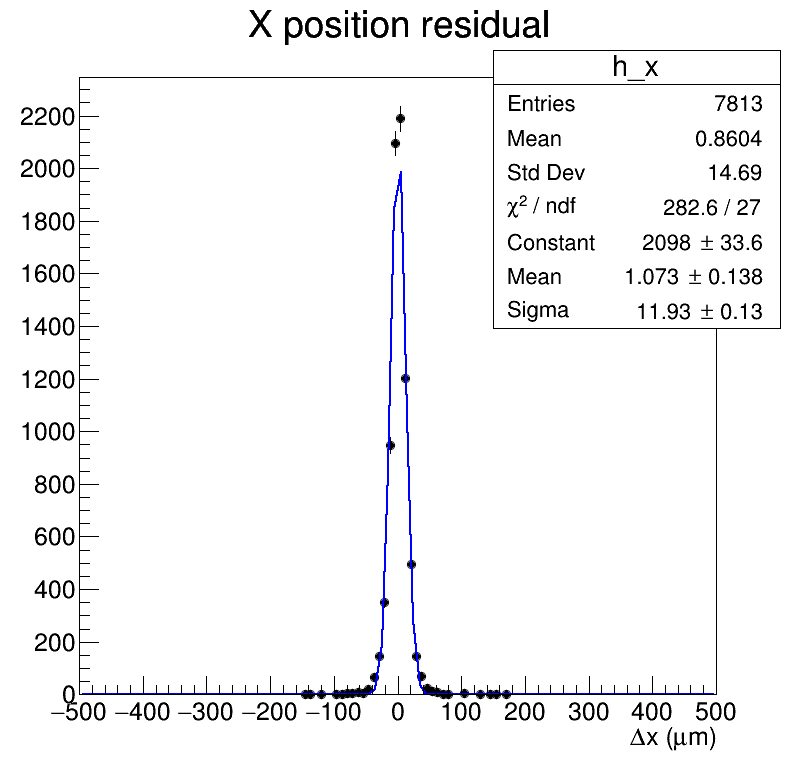 X position residual
h_x
Entries 7813
Mean 0.8604
Std Dev 14.69
χ² / ndf 282.6 / 27
Constant 2098 ± 33.6
Mean 1.073 ± 0.138
Sigma 11.93 ± 0.13
2200
2000
1800
1600
1400
1200
1000
800
600
400
200
0
−500 −400 −300 −200 −100 0 100 200 300 400 500
Δx (μm)